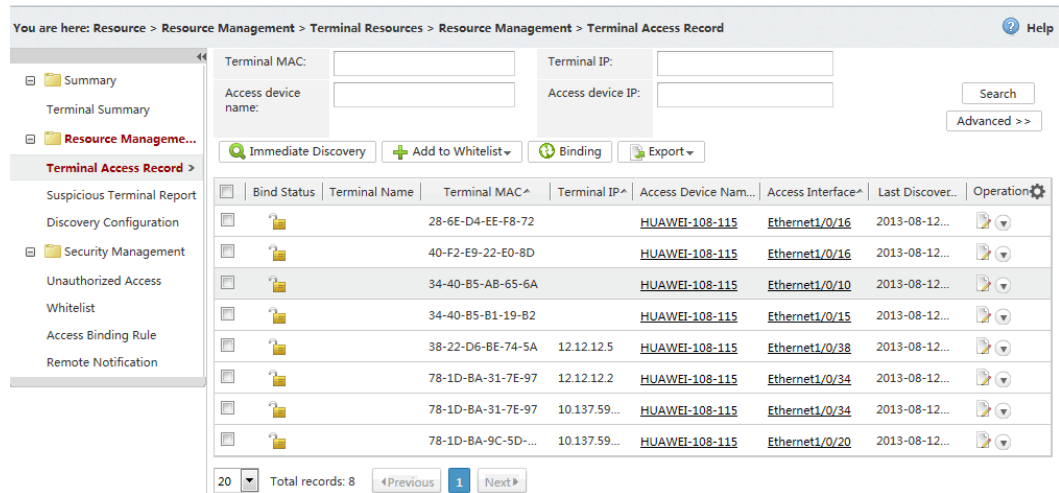 You are here: Resource > Resource Management > Terminal Resources > Resource Management > Terminal Access Record
Help
Summary
Terminal Summary
Resource Manageme...
Terminal Access Record >
Suspicious Terminal Report
Discovery Configuration
Security Management
Unauthorized Access
Whitelist
Access Binding Rule
Remote Notification
Terminal MAC:
Terminal IP:
Access device name:
Access device IP:
Search
Advanced >>
Immediate Discovery
Add to Whitelist
Binding
Export
Bind Status Terminal Name Terminal MAC Terminal IP Access Device Nam... Access Interface Last Discover.. Operation
28-6E-D4-EE-F8-72 HUAWEI-108-115 Ethernet1/0/16 2013-08-12...
40-F2-E9-22-E0-8D HUAWEI-108-115 Ethernet1/0/16 2013-08-12...
34-40-B5-AB-65-6A HUAWEI-108-115 Ethernet1/0/10 2013-08-12...
34-40-B5-B1-19-B2 HUAWEI-108-115 Ethernet1/0/15 2013-08-12...
38-22-D6-BE-74-5A 12.12.12.5 HUAWEI-108-115 Ethernet1/0/38 2013-08-12...
78-1D-BA-31-7E-97 12.12.12.2 HUAWEI-108-115 Ethernet1/0/34 2013-08-12...
78-1D-BA-31-7E-97 10.137.59... HUAWEI-108-115 Ethernet1/0/34 2013-08-12...
78-1D-BA-9C-5D-... 10.137.59... HUAWEI-108-115 Ethernet1/0/20 2013-08-12...
20 Total records: 8 Previous 1 Next